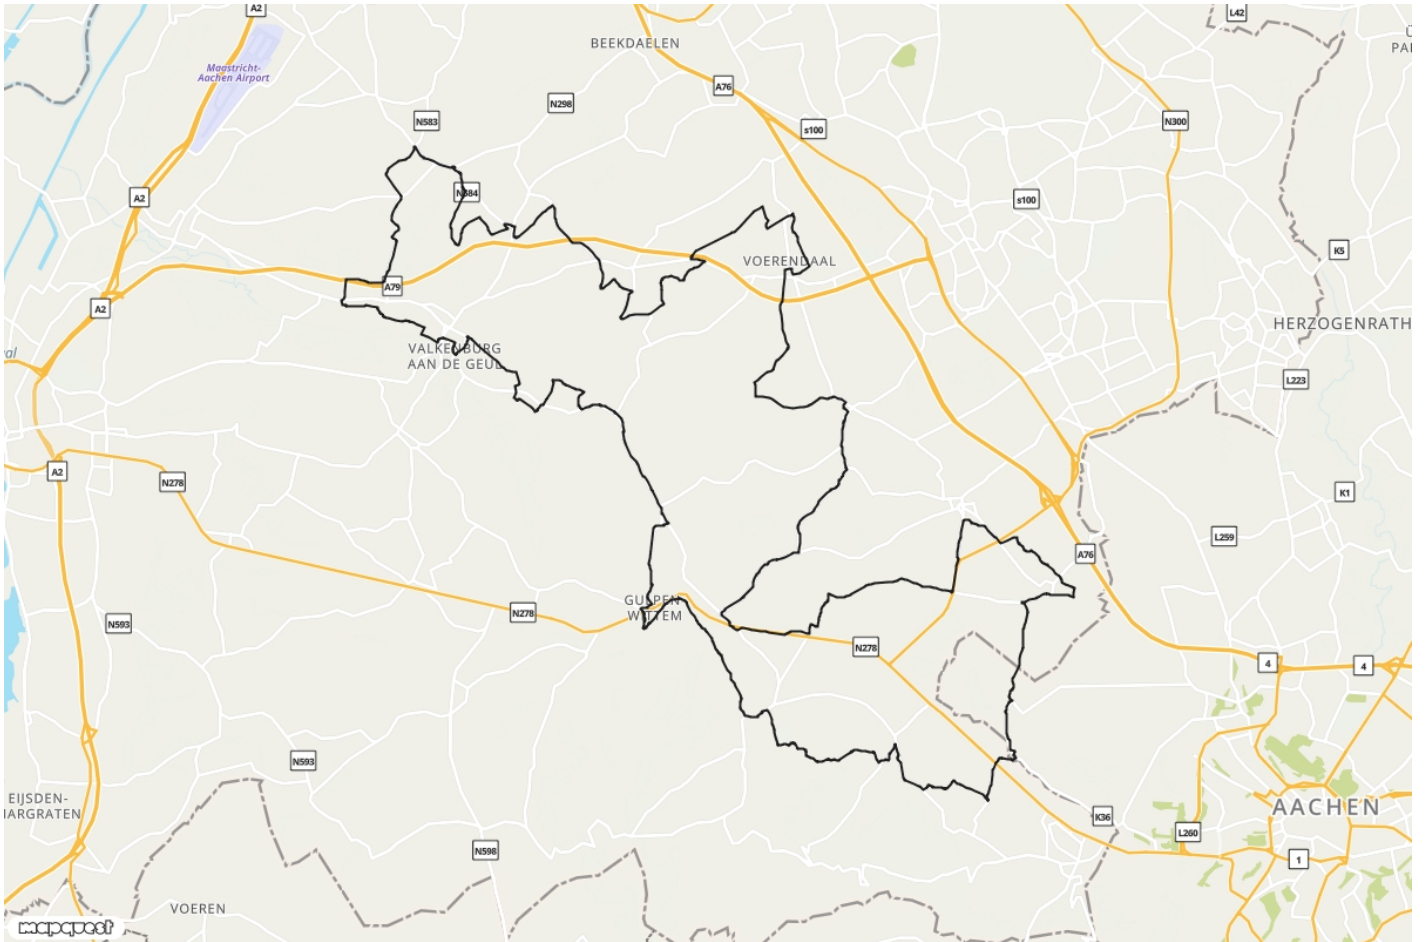 A2
L42
Ü
PA
BEEKDAELEN
Maastricht-
Aachen Airport
A76
N298
N583
s100
N300
N584
A2
s100
K5
VOERENDAAL
A79
A2
HERZOGENRATH
VALKENBURG
AAN DE GEUL
L223
A2
N278
K1
L259
A76
GULPEN-
WITTEM
N278
N593
N278
4
4
N593
EIJSDEN-
MARGRATEN
AACHEN
K36
L260
N598
1
VOEREN
mapquest